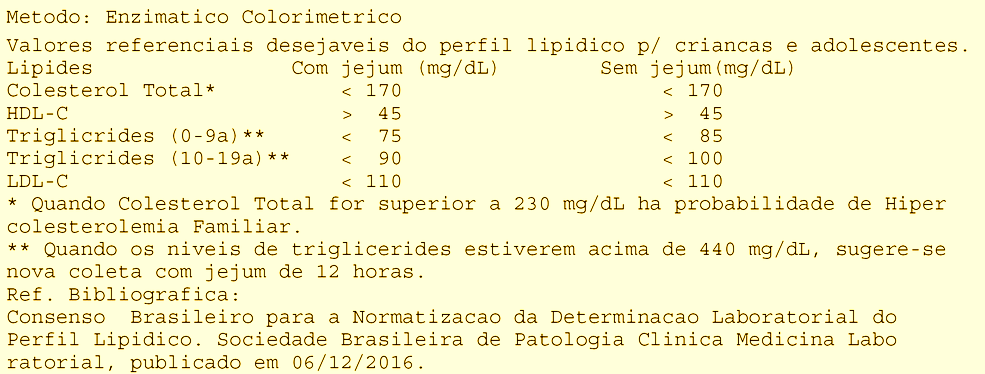 Metodo: Enzimatico Colorimetrico
Valores referenciais desejaveis do perfil lipidico p/ criancas e adolescentes.
Lipides Com jejum (mg/dL) Sem jejum(mg/dL)
Colesterol Total* < 170 < 170
HDL-C > 45 > 45
Triglicrides (0-9a)** < 75 < 85
Triglicrides (10-19a)** < 90 < 100
LDL-C < 110 < 110
* Quando Colesterol Total for superior a 230 mg/dL ha probabilidade de Hiper
colesterolemia Familiar.
** Quando os niveis de triglicerides estiverem acima de 440 mg/dL, sugere-se
nova coleta com jejum de 12 horas.
Ref. Bibliografica:
Consenso Brasileiro para a Normatizacao da Determinacao Laboratorial do
Perfil Lipidico. Sociedade Brasileira de Patologia Clinica Medicina Labo
ratorial, publicado em 06/12/2016.